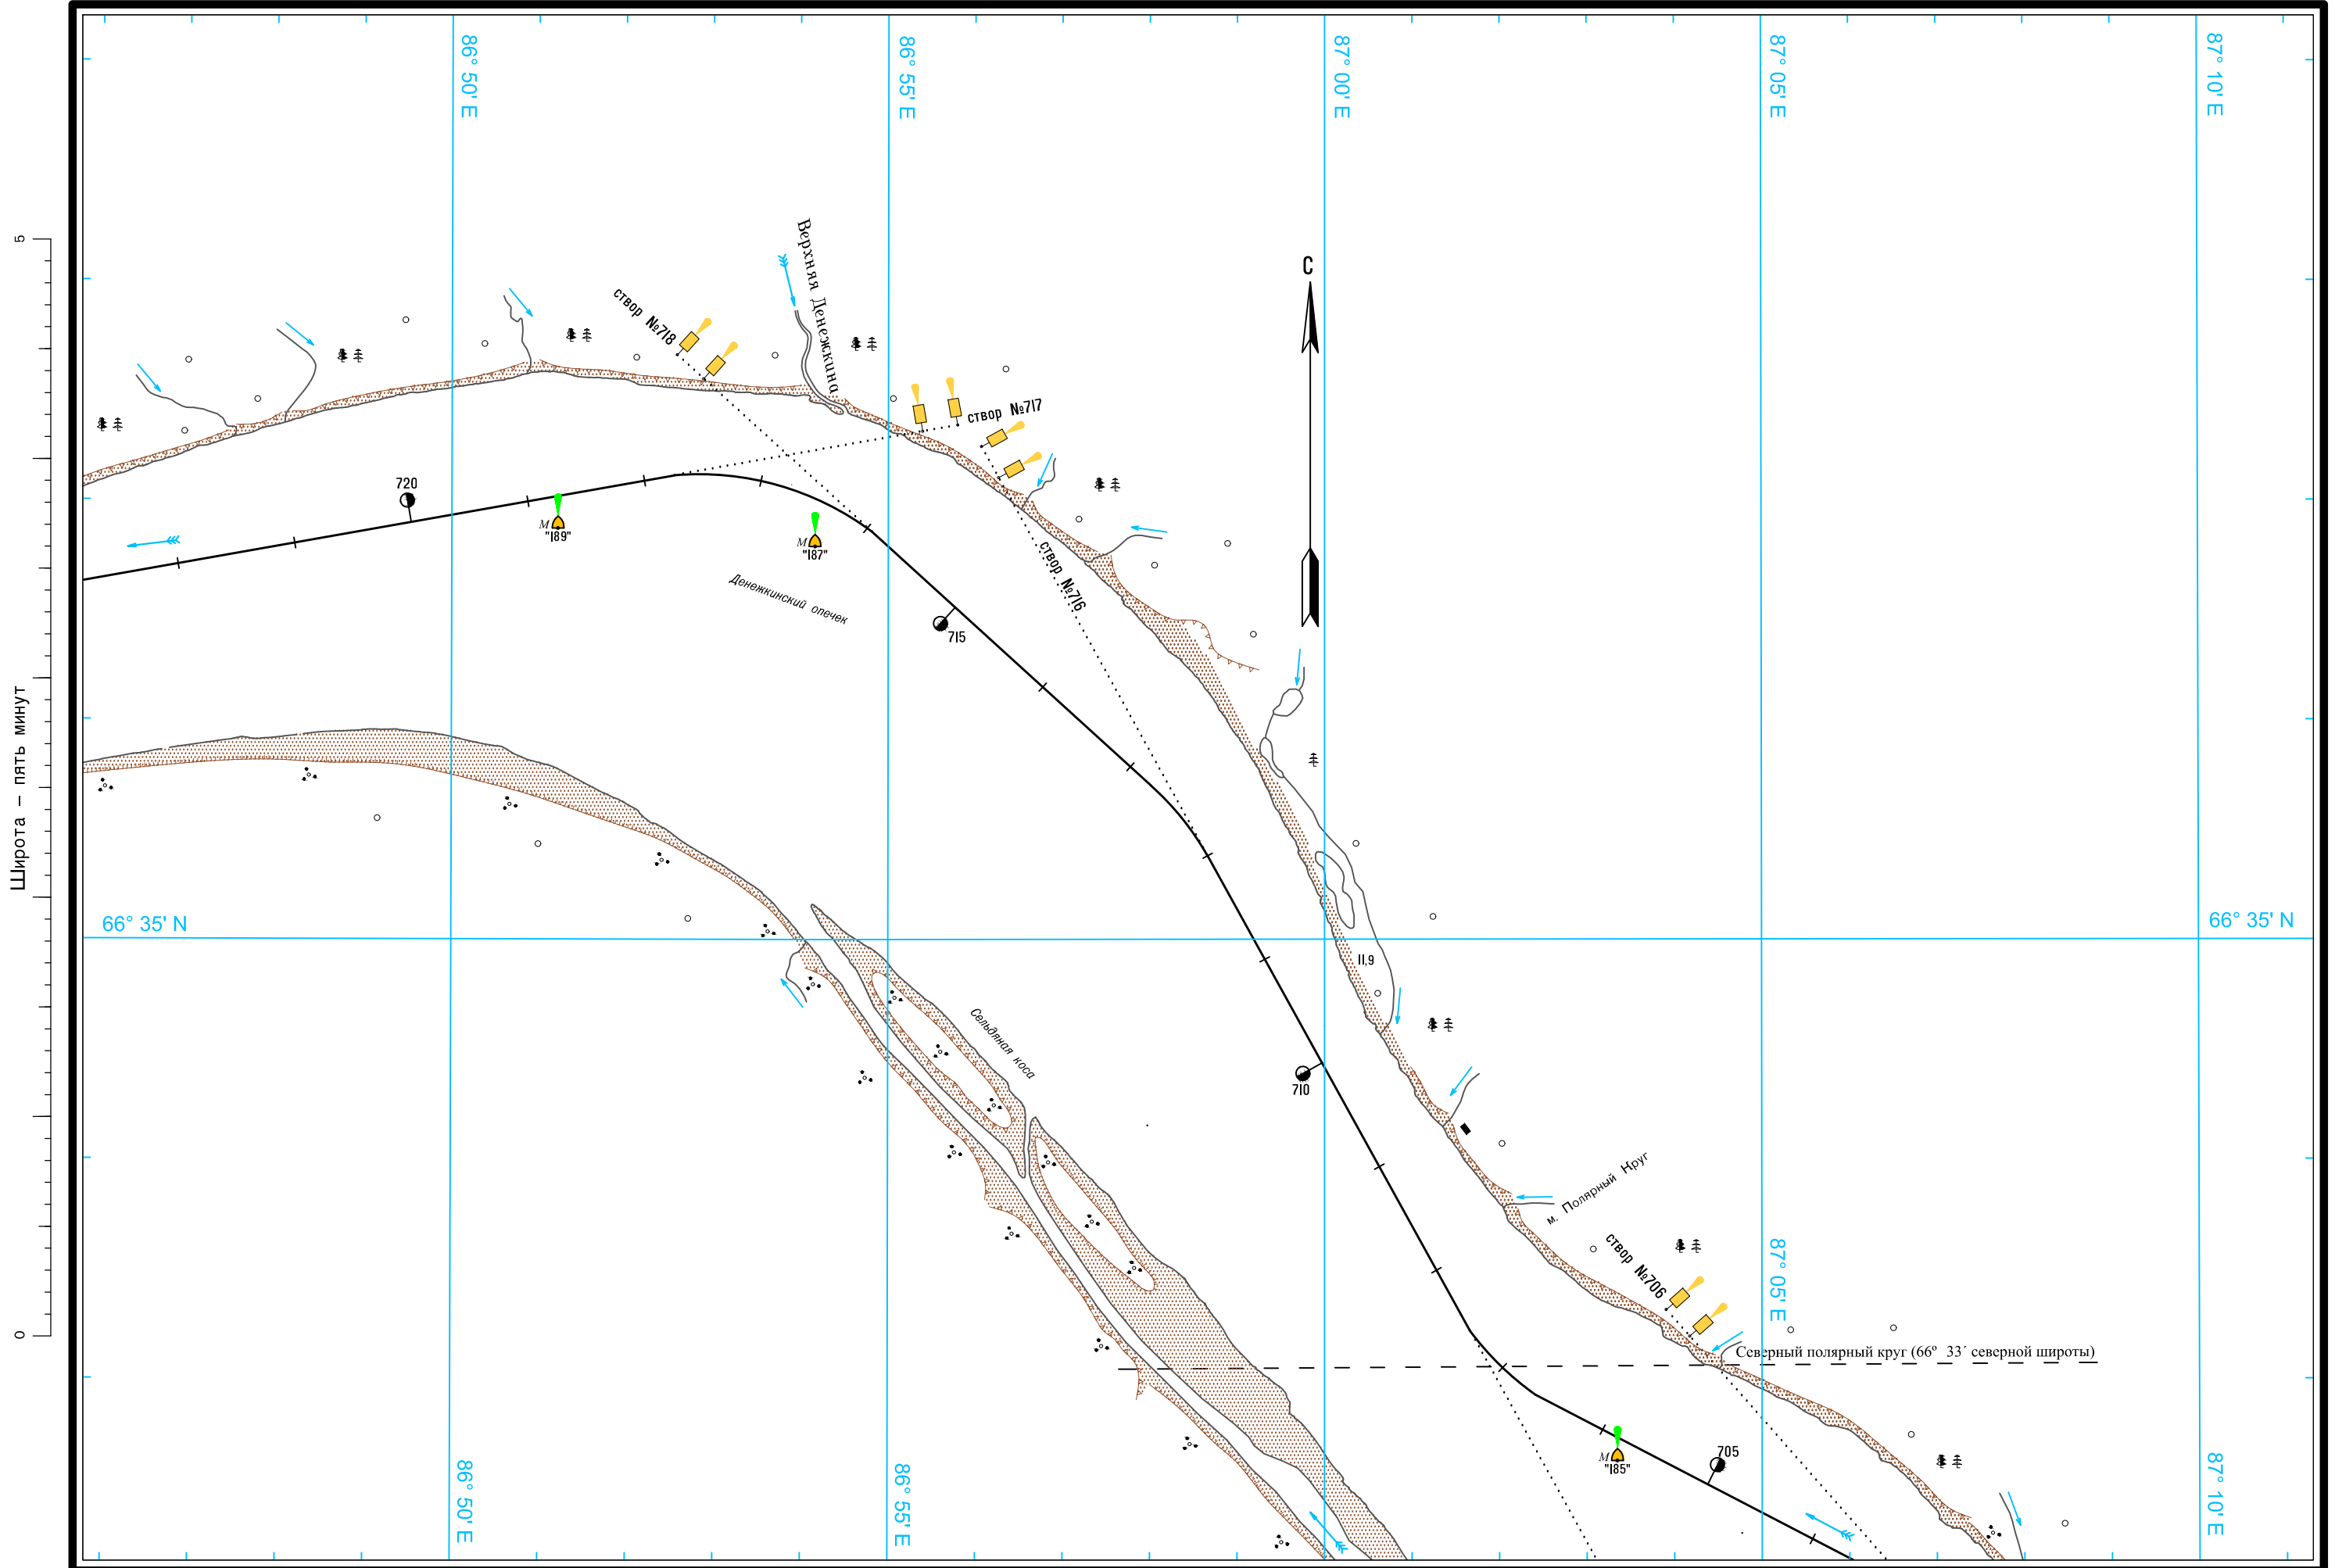 86° 50' E
86° 55' E
87° 00' E
87° 05' E
87° 10' E
5
Широта – пять минут
0
Верхняя Денежкина
С
створ №718
створ №717
створ №716
720
М
"189"
М
"187"
Денежкинский опечек
715
66° 35' N
66° 35' N
11,9
Сельдяная коса
710
м. Полярный Круг
створ №706
87° 05' E
Северный полярный круг (66° 33´ северной широты)
М
"185"
705
86° 50' E
86° 55' E
87° 10' E